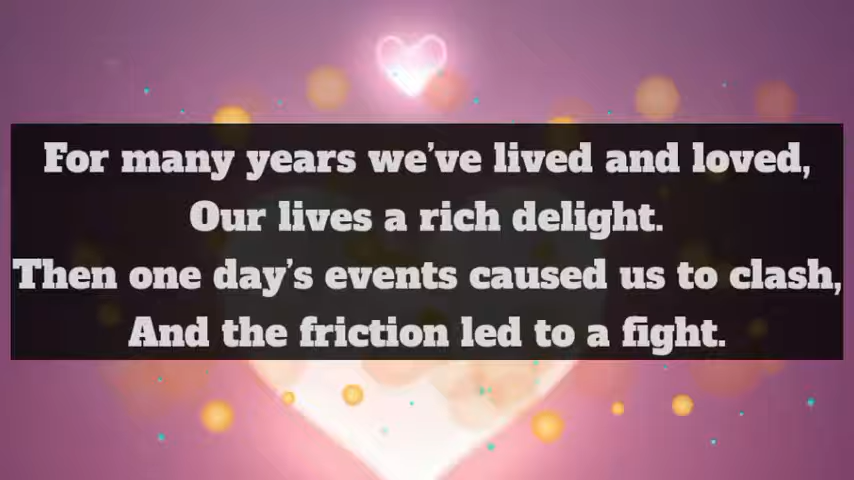 For many years we’ve lived and loved,
Our lives a rich delight.
Then one day’s events caused us to clash,
And the friction led to a fight.